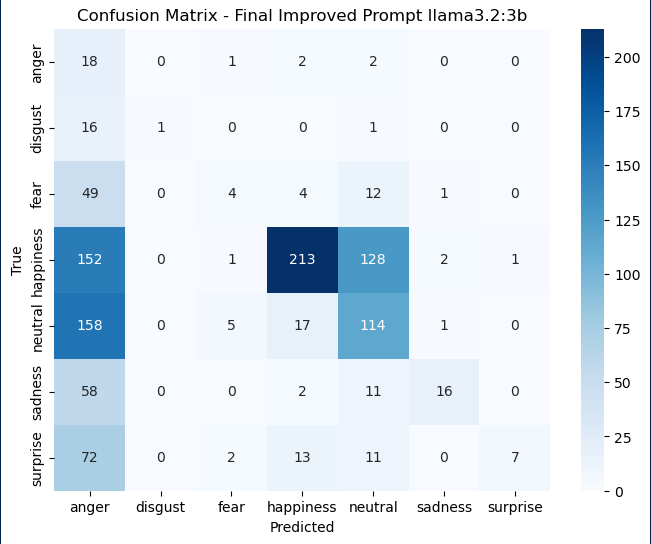 Confusion Matrix - Final Improved Prompt llama3.2:3b
anger 18 0 1 2 2 0 0
disgust 16 1 0 0 1 0 0
fear 49 0 4 4 12 1 0
happiness 152 0 1 213 128 2 1
neutral 158 0 5 17 114 1 0
sadness 58 0 0 2 11 16 0
surprise 72 0 2 13 11 0 7
True
anger disgust fear happiness neutral sadness surprise
Predicted
200
175
150
125
100
75
50
25
0